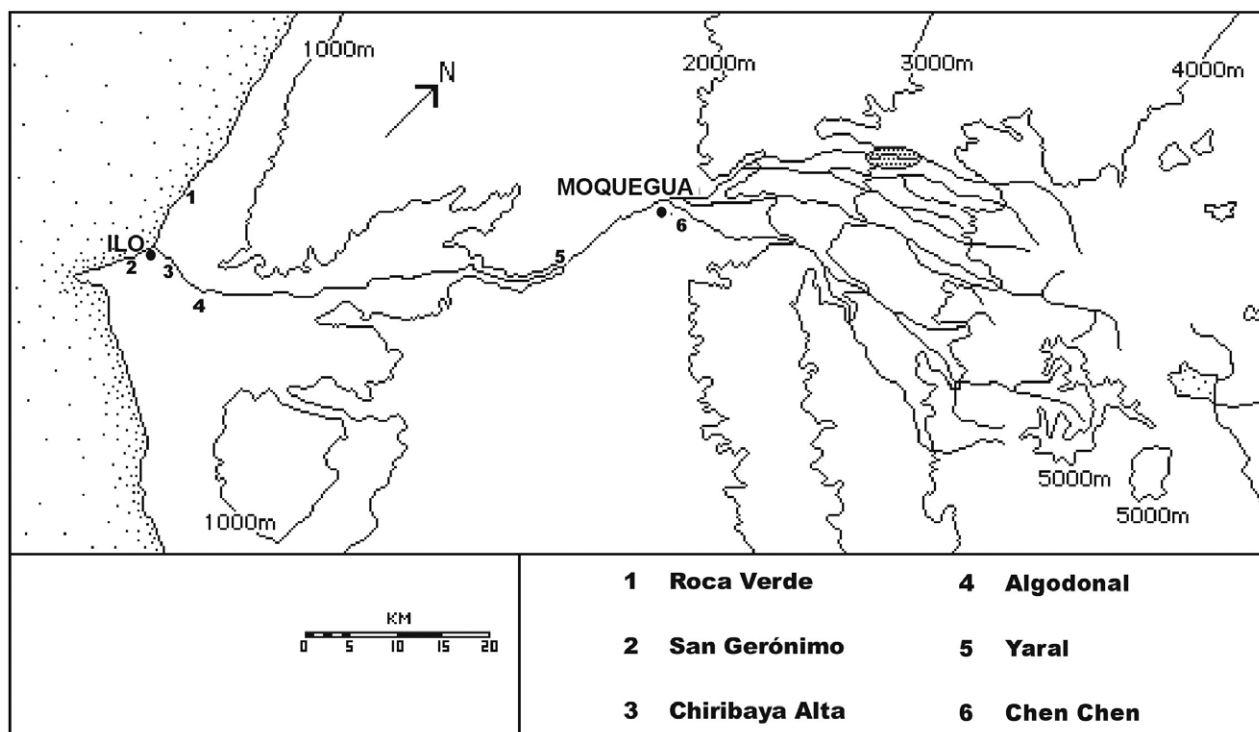 1000m
N
2000m
3000m
4000m
1
MOQUEGUA
6
ILO
2
3
5
4
1000m
5000m
5000m
KM
0 5 10 15 20
1 Roca Verde
2 San Gerónimo
3 Chiribaya Alta
4 Algodonal
5 Yaral
6 Chen Chen